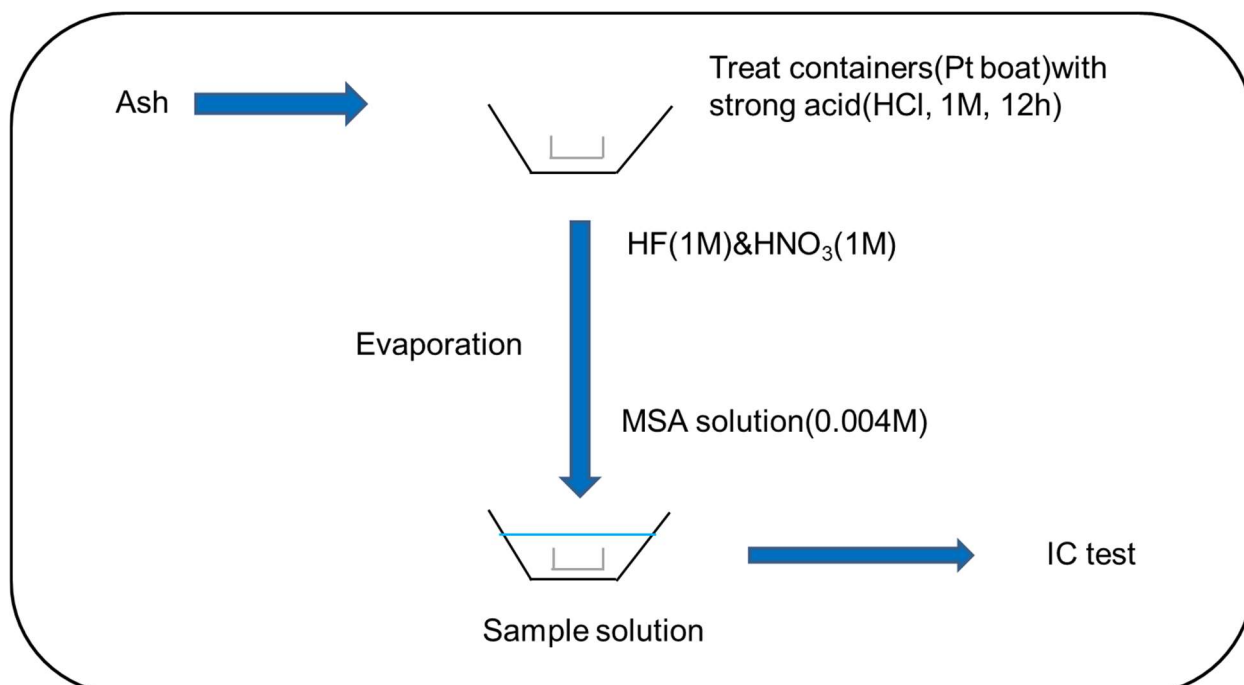 Ash
Treat containers(Pt boat)with
strong acid(HCl, 1M, 12h)
HF(1M)&HNO₃(1M)
Evaporation
MSA solution(0.004M)
IC test
Sample solution